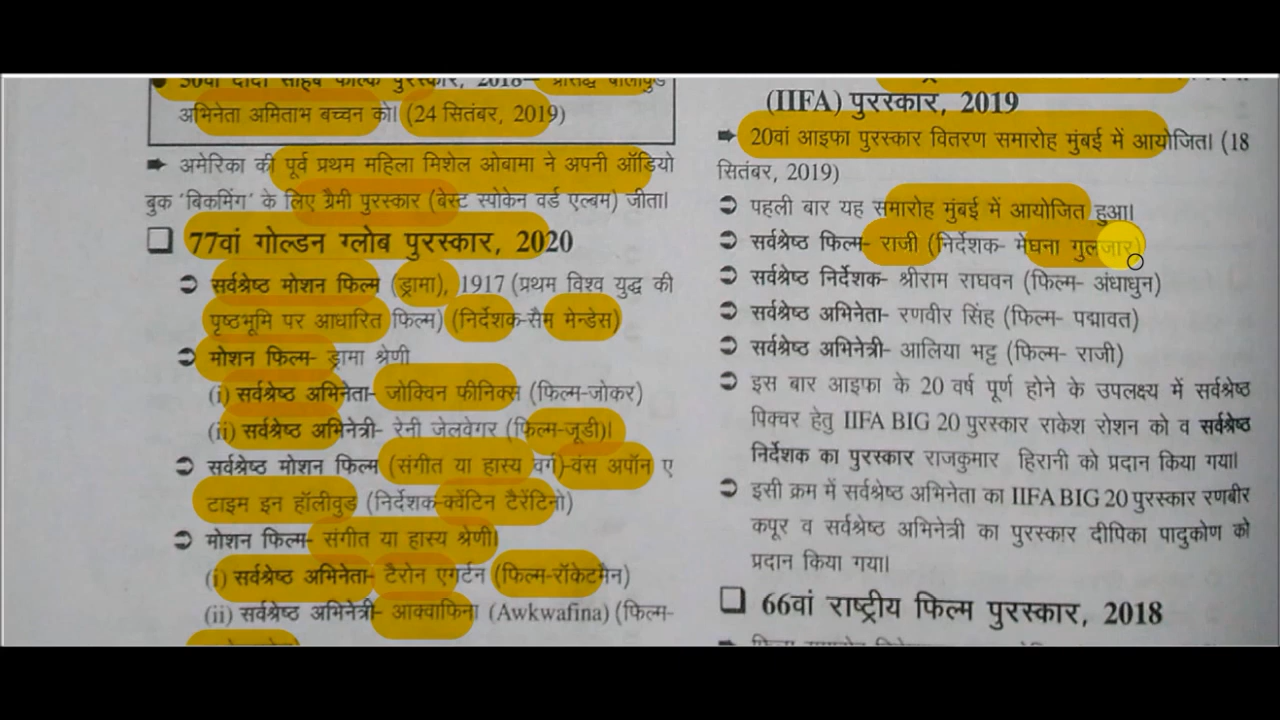 50वां दादा साहेब फाल्के पुरस्कार, 2018– प्रसिद्ध बॉलीवुड
अभिनेता अमिताभ बच्चन को। (24 सितंबर, 2019)
➨ अमेरिका की पूर्व प्रथम महिला मिशेल ओबामा ने अपनी ऑडियो
बुक ‘बिकमिंग’ के लिए ग्रैमी पुरस्कार (बेस्ट स्पोकेन वर्ड एल्बम) जीता।
❑ 77वां गोल्डन ग्लोब पुरस्कार, 2020
➲ सर्वश्रेष्ठ मोशन फिल्म (ड्रामा), 1917 (प्रथम विश्व युद्ध की
पृष्ठभूमि पर आधारित फिल्म) (निर्देशक-सैम मेन्डेस)
➲ मोशन फिल्म- ड्रामा श्रेणी
(i) सर्वश्रेष्ठ अभिनेता- जोक्विन फीनिक्स (फिल्म-जोकर)
(ii) सर्वश्रेष्ठ अभिनेत्री- रेनी जेलवेगर (फिल्म-जूडी)।
➲ सर्वश्रेष्ठ मोशन फिल्म (संगीत या हास्य वर्ग)-वंस अपॉन ए
टाइम इन हॉलीवुड (निर्देशक-क्वेंटिन टैरेंटिनो)
➲ मोशन फिल्म- संगीत या हास्य श्रेणी।
(i) सर्वश्रेष्ठ अभिनेता- टैरोन एगर्टन (फिल्म-रॉकेटमैन)
(ii) सर्वश्रेष्ठ अभिनेत्री- आक्वाफिना (Awkwafina) (फिल्म-
(IIFA) पुरस्कार, 2019
➨ 20वां आइफा पुरस्कार वितरण समारोह मुंबई में आयोजित। (18
सितंबर, 2019)
➲ पहली बार यह समारोह मुंबई में आयोजित हुआ।
➲ सर्वश्रेष्ठ फिल्म- राजी (निर्देशक- मेघना गुलजार)
➲ सर्वश्रेष्ठ निर्देशक- श्रीराम राघवन (फिल्म- अंधाधुन)
➲ सर्वश्रेष्ठ अभिनेता- रणवीर सिंह (फिल्म- पद्मावत)
➲ सर्वश्रेष्ठ अभिनेत्री- आलिया भट्ट (फिल्म- राजी)
➲ इस बार आइफा के 20 वर्ष पूर्ण होने के उपलक्ष्य में सर्वश्रेष्ठ
पिक्चर हेतु IIFA BIG 20 पुरस्कार राकेश रोशन को व सर्वश्रेष्ठ
निर्देशक का पुरस्कार राजकुमार हिरानी को प्रदान किया गया।
➲ इसी क्रम में सर्वश्रेष्ठ अभिनेता का IIFA BIG 20 पुरस्कार रणबीर
कपूर व सर्वश्रेष्ठ अभिनेत्री का पुरस्कार दीपिका पादुकोण को
प्रदान किया गया।
❑ 66वां राष्ट्रीय फिल्म पुरस्कार, 2018